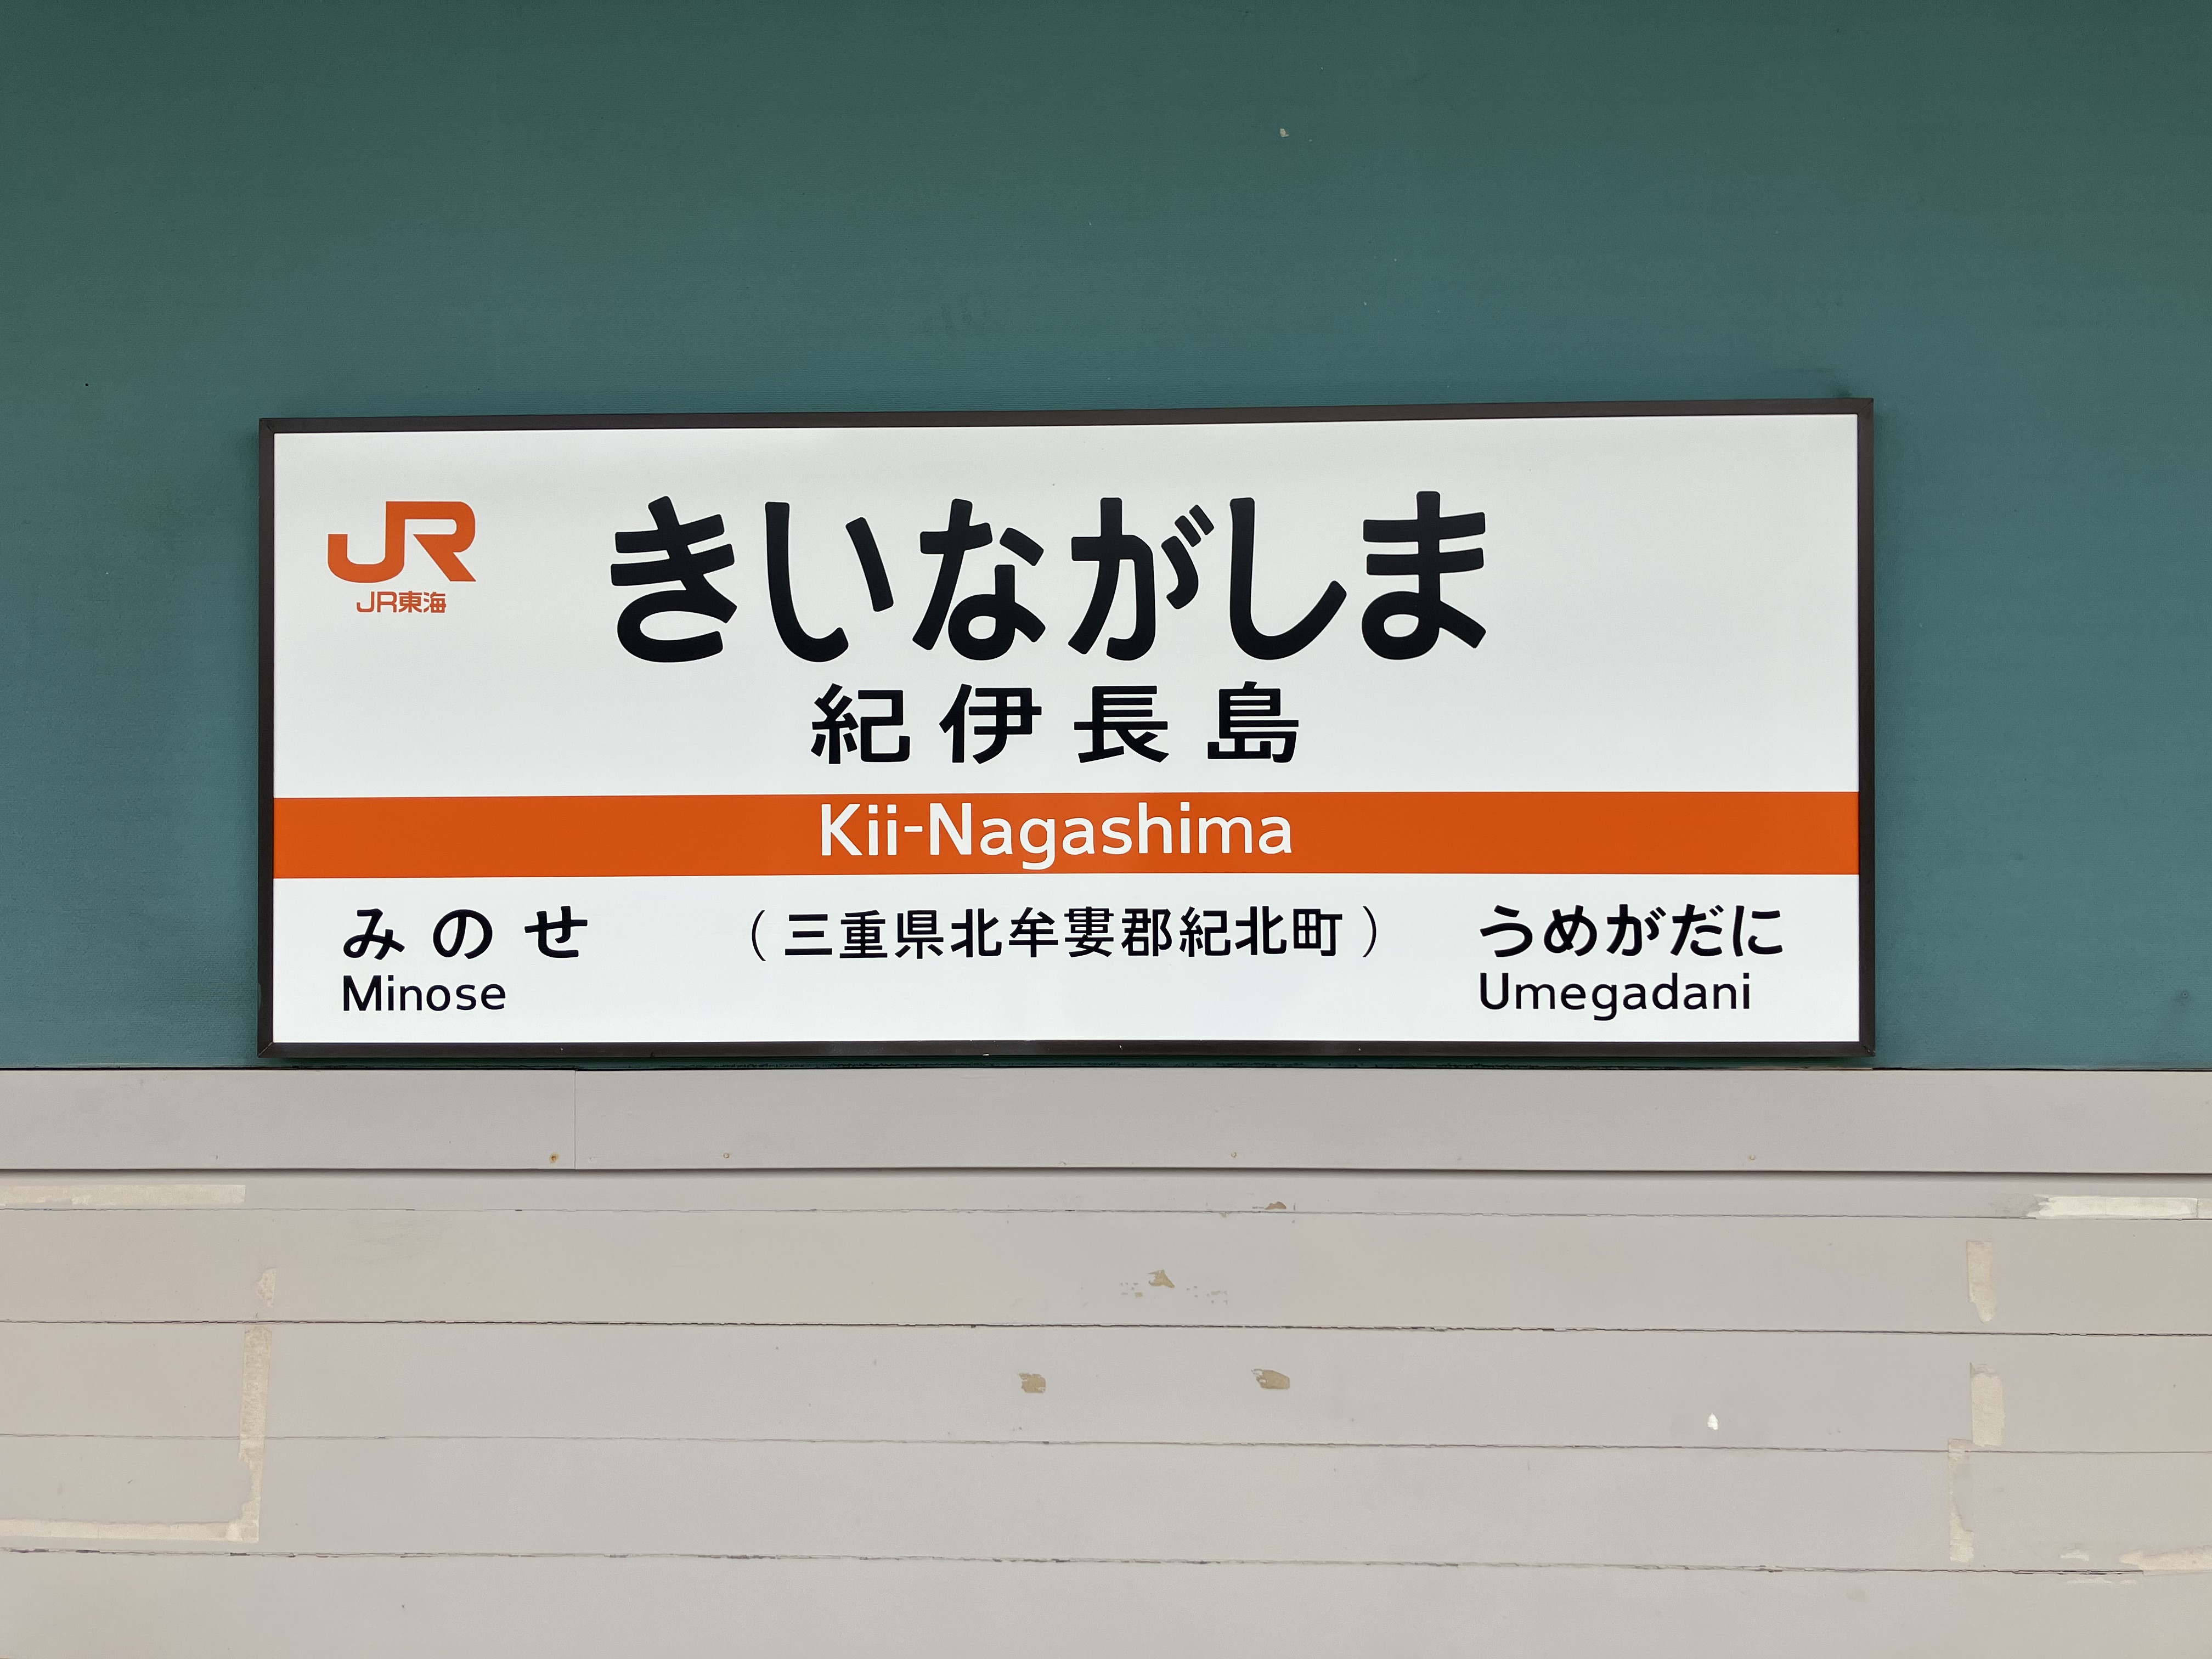 JR
JR東海
きいながしま
紀伊長島
Kii-Nagashima
みのせ
Minose
(三重県北牟婁郡紀北町)
うめがだに
Umegadani